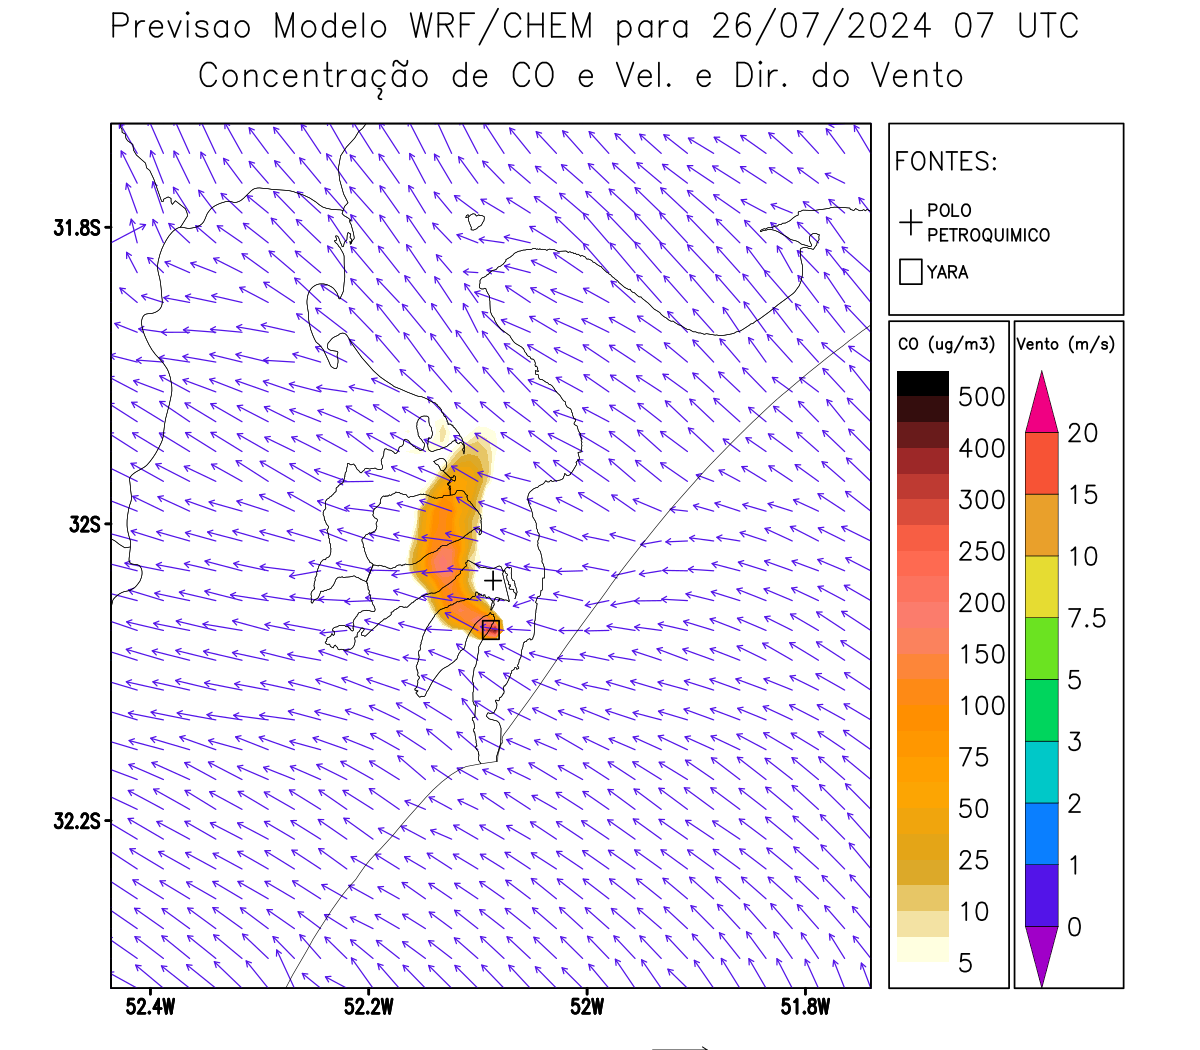 Previsao Modelo WRF/CHEM para 26/07/2024 07 UTC
Concentração de CO e Vel. e Dir. do Vento
FONTES:
POLO
PETROQUIMICO
YARA
CO (ug/m3)
500
400
300
250
200
150
100
75
50
25
10
5
Vento (m/s)
20
15
10
7.5
5
3
2
1
0
31.8S
32S
32.2S
52.4W
52.2W
52W
51.8W